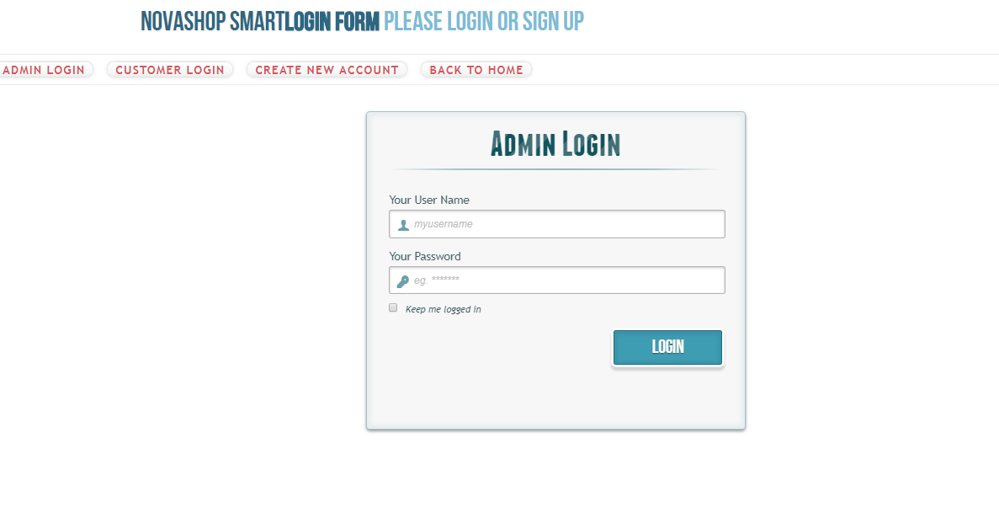 NOVASHOP SMARTLOGIN FORM PLEASE LOGIN OR SIGN UP
ADMIN LOGIN CUSTOMER LOGIN CREATE NEW ACCOUNT BACK TO HOME
Admin Login
Your User Name
myusername
Your Password
eg. *******
Keep me logged in
LOGIN